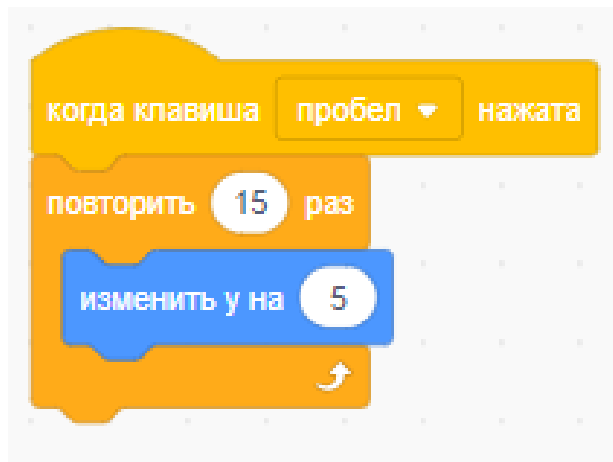 когда клавиша пробел нажата
повторить 15 раз
изменить y на 5